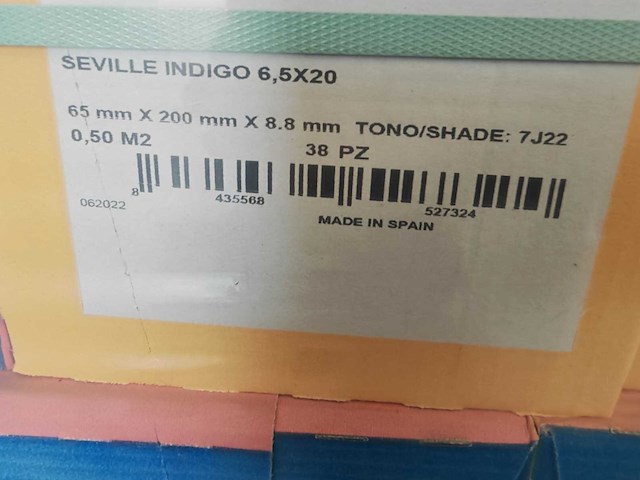 SEVILLE INDIGO 6,5X20
65 mm X 200 mm X 8.8 mm TONO/SHADE: 7J22
0,50 M2 38 PZ
062022 8 435568 527324
MADE IN SPAIN